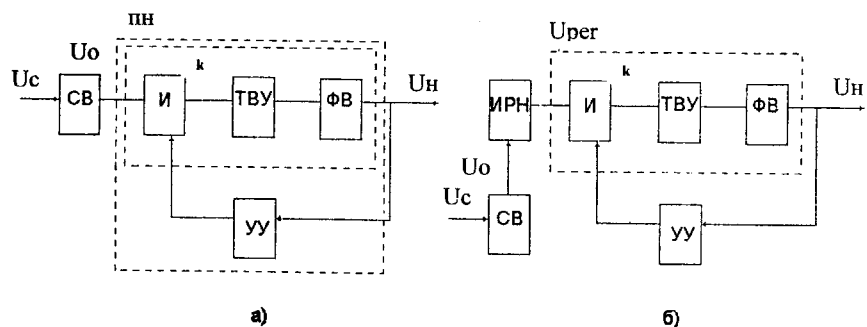 пн
Uo
k
Uc
СВ
И
ТВУ
ФВ
Uн
УУ
а)
Uрег
k
ИРН
И
ТВУ
ФВ
Uн
Uo
Uc
СВ
УУ
б)